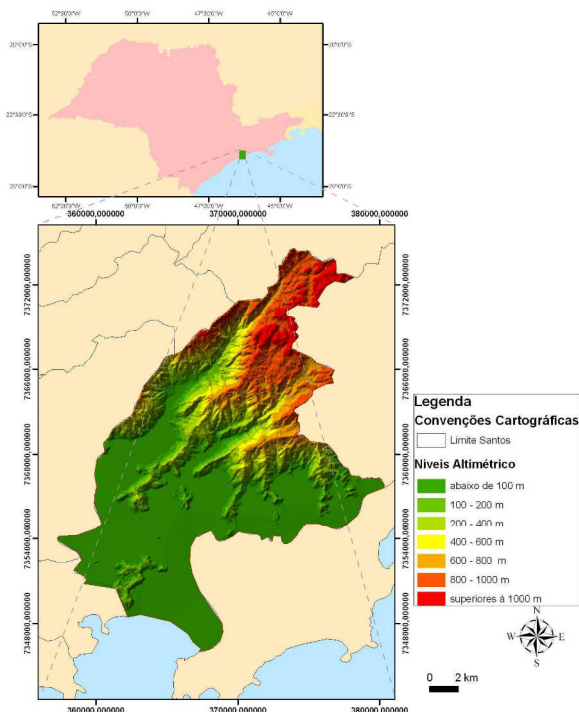 52°30'0"W 50°0'0"W 47°30'0"W 45°0'0"W
20°0'0"S 20°0'0"S
22°30'0"S 22°30'0"S
25°0'0"S 25°0'0"S
52°30'0"W 50°0'0"W 47°30'0"W 45°0'0"W
360000,000000 370000,000000 380000,000000
7372000,000000 7372000,000000
7366000,000000 7366000,000000
7360000,000000 7360000,000000
7354000,000000 7354000,000000
7348000,000000 7348000,000000
360000,000000 370000,000000 380000,000000
Legenda
Convenções Cartográficas
Limite Santos
Níveis Altimétrico
abaixo de 100 m
100 - 200 m
200 - 400 m
400 - 600 m
600 - 800 m
800 - 1000 m
superiores à 1000 m
N
W E
S
0 2 km